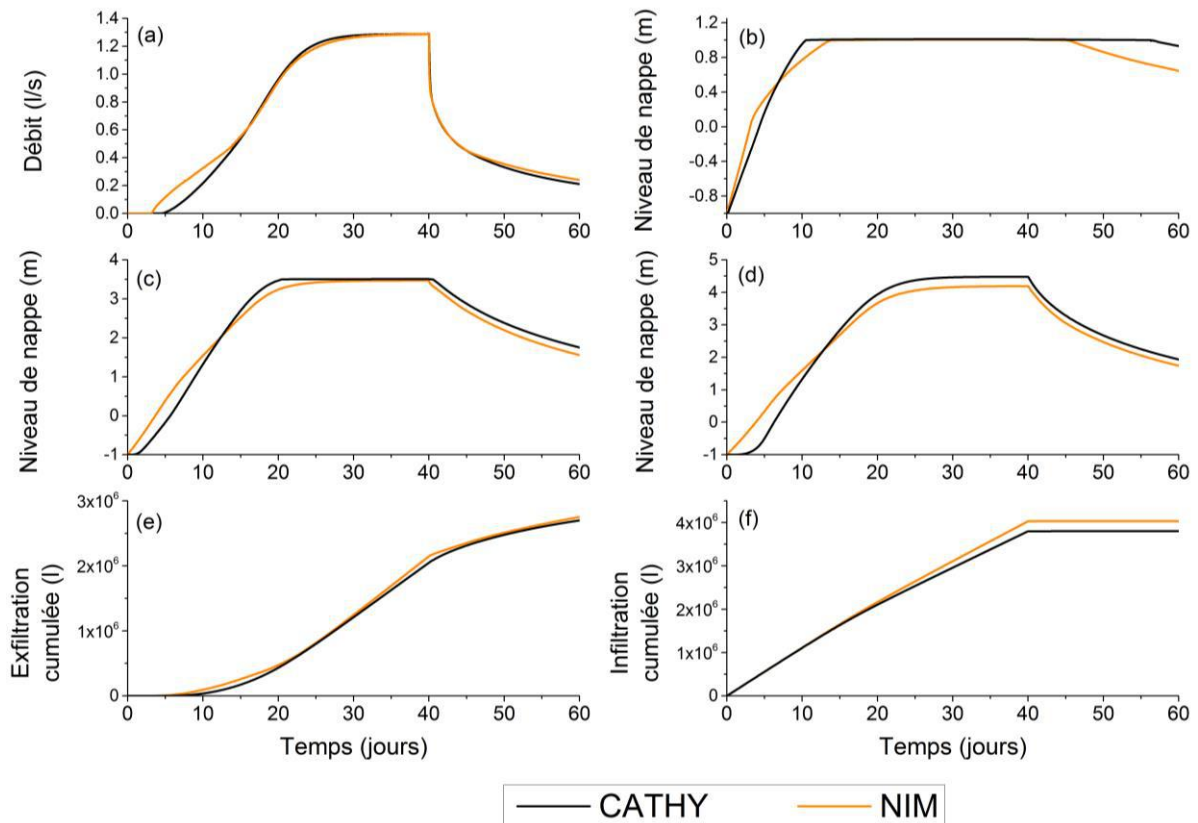 (a)
Débit (l/s)
1.4
1.2
1.0
0.8
0.6
0.4
0.2
0.0
0 10 20 30 40 50 60
(b)
Niveau de nappe (m)
1.2
0.8
0.4
0.0
-0.4
-0.8
0 10 20 30 40 50 60
(c)
Niveau de nappe (m)
4
3
2
1
0
-1
0 10 20 30 40 50 60
(d)
Niveau de nappe (m)
5
4
3
2
1
0
-1
0 10 20 30 40 50 60
(e)
Exfiltration
cumulée (l)
3x10⁶
2x10⁶
1x10⁶
0
0 10 20 30 40 50 60
Temps (jours)
(f)
Infiltration
cumulée (l)
4x10⁶
3x10⁶
2x10⁶
1x10⁶
0
0 10 20 30 40 50 60
Temps (jours)
CATHY NIM